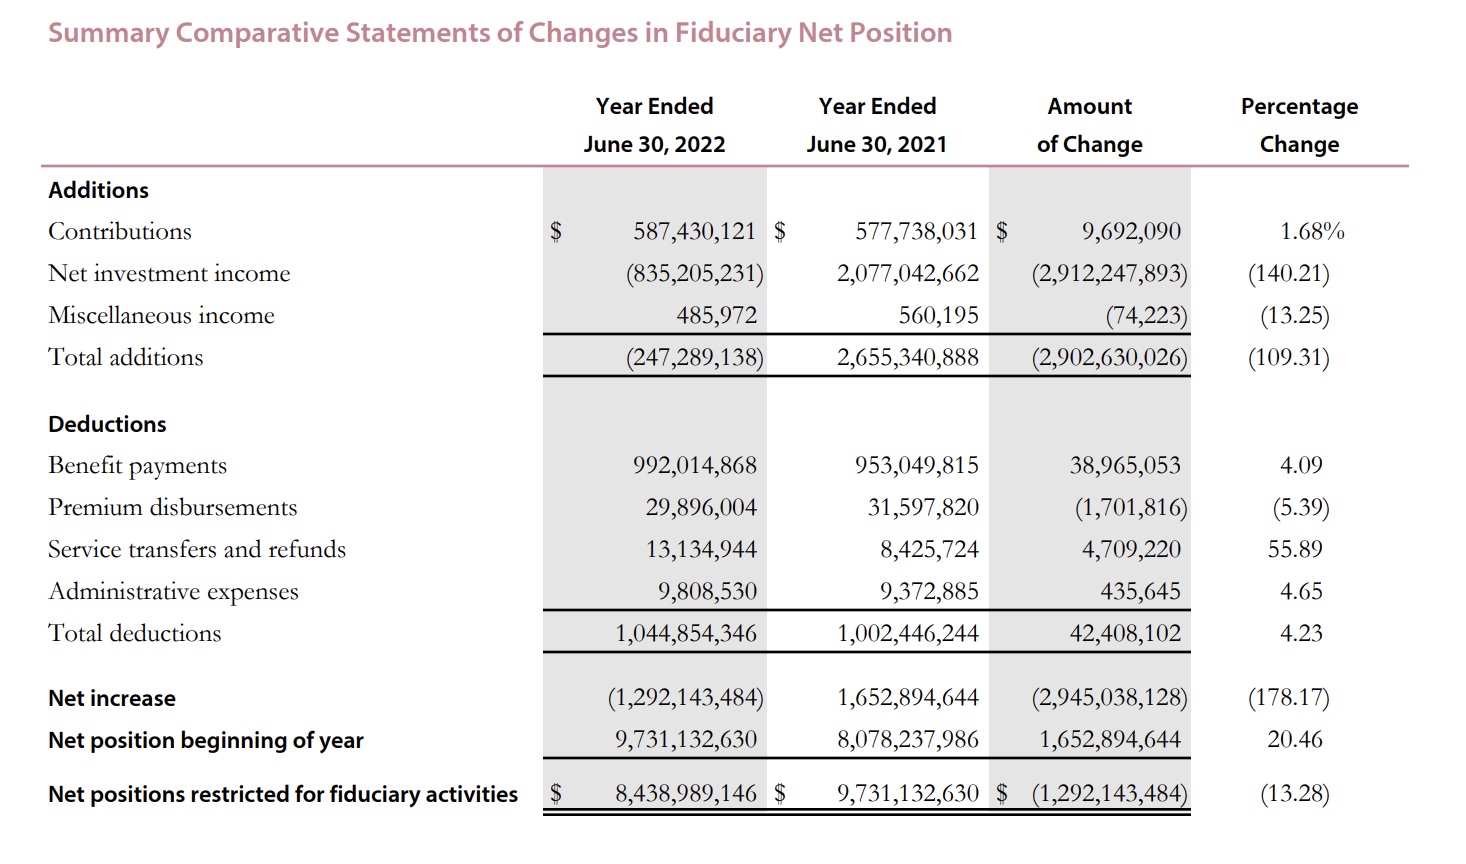 Summary Comparative Statements of Changes in Fiduciary Net Position
Year Ended Year Ended Amount Percentage
June 30, 2022 June 30, 2021 of Change Change
Additions
Contributions $ 587,430,121 $ 577,738,031 $ 9,692,090 1.68%
Net investment income (835,205,231) 2,077,042,662 (2,912,247,893) (140.21)
Miscellaneous income 485,972 560,195 (74,223) (13.25)
Total additions (247,289,138) 2,655,340,888 (2,902,630,026) (109.31)
Deductions
Benefit payments 992,014,868 953,049,815 38,965,053 4.09
Premium disbursements 29,896,004 31,597,820 (1,701,816) (5.39)
Service transfers and refunds 13,134,944 8,425,724 4,709,220 55.89
Administrative expenses 9,808,530 9,372,885 435,645 4.65
Total deductions 1,044,854,346 1,002,446,244 42,408,102 4.23
Net increase (1,292,143,484) 1,652,894,644 (2,945,038,128) (178.17)
Net position beginning of year 9,731,132,630 8,078,237,986 1,652,894,644 20.46
Net positions restricted for fiduciary activities $ 8,438,989,146 $ 9,731,132,630 $ (1,292,143,484) (13.28)